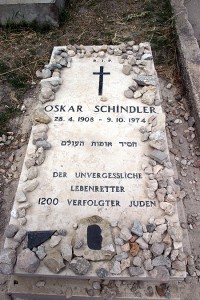 R.I.P.
OSKAR SCHINDLER
28. 4. 1908 – 9. 10. 1974
חסיד אומות העולם
DER UNVERGESSLICHE
LEBENRETTER
1200 VERFOLGTER JUDEN